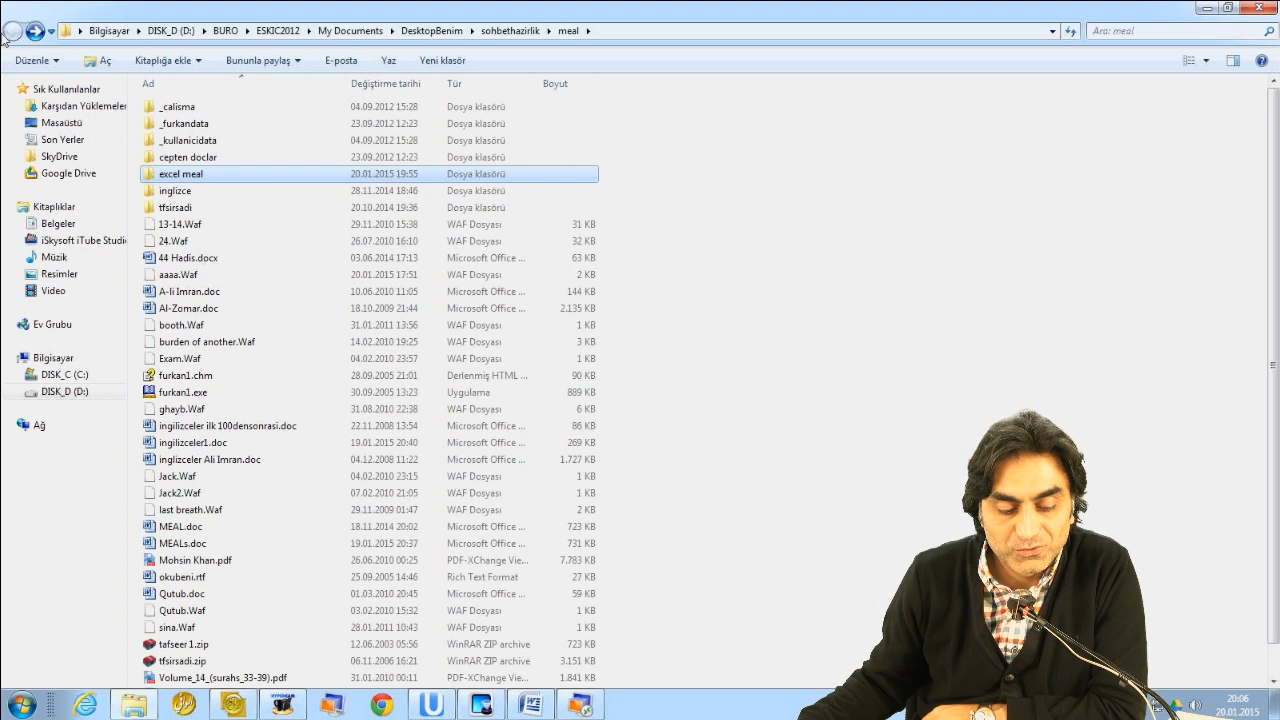 Bilgisayar DISK_D (D:) BURO ESKIC2012 My Documents DesktopBenim sohbethazirlik meal
Ara: meal
Düzenle Aç Kitaplığa ekle Bununla paylaş E-posta Yaz Yeni klasör
Ad Değiştirme tarihi Tür Boyut
Sık Kullanılanlar
Karşıdan Yüklemeler
Masaüstü
Son Yerler
SkyDrive
Google Drive
Kitaplıklar
Belgeler
iSkysoft iTube Studi
Müzik
Resimler
Video
Ev Grubu
Bilgisayar
DISK_C (C:)
DISK_D (D:)
Ağ
_calisma 04.09.2012 15:28 Dosya klasörü
_furkandata 23.09.2012 12:23 Dosya klasörü
_kullanicidata 04.09.2012 15:28 Dosya klasörü
cepten doclar 23.09.2012 12:23 Dosya klasörü
excel meal 20.01.2015 19:55 Dosya klasörü
inglizce 28.11.2014 18:46 Dosya klasörü
tfsirsadi 20.10.2014 19:36 Dosya klasörü
13-14.Waf 29.11.2010 15:38 WAF Dosyası 31 KB
24.Waf 26.07.2010 16:10 WAF Dosyası 32 KB
44 Hadis.docx 03.06.2014 17:13 Microsoft Office ... 63 KB
aaaa.Waf 20.01.2015 17:51 WAF Dosyası 2 KB
A-li Imran.doc 10.06.2010 11:05 Microsoft Office ... 144 KB
Al-Zomar.doc 18.10.2009 21:44 Microsoft Office ... 2.135 KB
booth.Waf 31.01.2011 13:56 WAF Dosyası 1 KB
burden of another.Waf 14.02.2010 19:25 WAF Dosyası 3 KB
Exam.Waf 04.02.2010 23:57 WAF Dosyası 1 KB
furkan1.chm 28.09.2005 21:01 Derlenmiş HTML ... 90 KB
furkan1.exe 30.09.2005 13:23 Uygulama 889 KB
ghayb.Waf 31.08.2010 22:38 WAF Dosyası 6 KB
ingilizceler ilk 100densonrasi.doc 22.11.2008 13:54 Microsoft Office ... 86 KB
ingilizceler1.doc 19.01.2015 20:40 Microsoft Office ... 269 KB
inglizceler Ali Imran.doc 04.12.2008 11:22 Microsoft Office ... 1.727 KB
Jack.Waf 04.02.2010 23:15 WAF Dosyası 1 KB
Jack2.Waf 07.02.2010 21:05 WAF Dosyası 1 KB
last breath.Waf 29.11.2009 01:47 WAF Dosyası 2 KB
MEAL.doc 18.11.2014 20:02 Microsoft Office ... 723 KB
MEALs.doc 19.01.2015 20:37 Microsoft Office ... 731 KB
Mohsin Khan.pdf 26.06.2010 00:25 PDF-XChange Vie... 7.783 KB
okubeni.rtf 25.09.2005 14:46 Rich Text Format 27 KB
Qutub.doc 01.03.2010 20:45 Microsoft Office ... 59 KB
Qutub.Waf 03.02.2010 15:32 WAF Dosyası 1 KB
sina.Waf 28.01.2011 10:43 WAF Dosyası 1 KB
tafseer 1.zip 12.06.2003 05:56 WinRAR ZIP archive 723 KB
tfsirsadi.zip 06.11.2006 16:21 WinRAR ZIP archive 3.151 KB
Volume_14_(surahs_33-39).pdf 31.01.2010 00:11 PDF-XChange Vie... 1.841 KB
20:06
20.01.2015